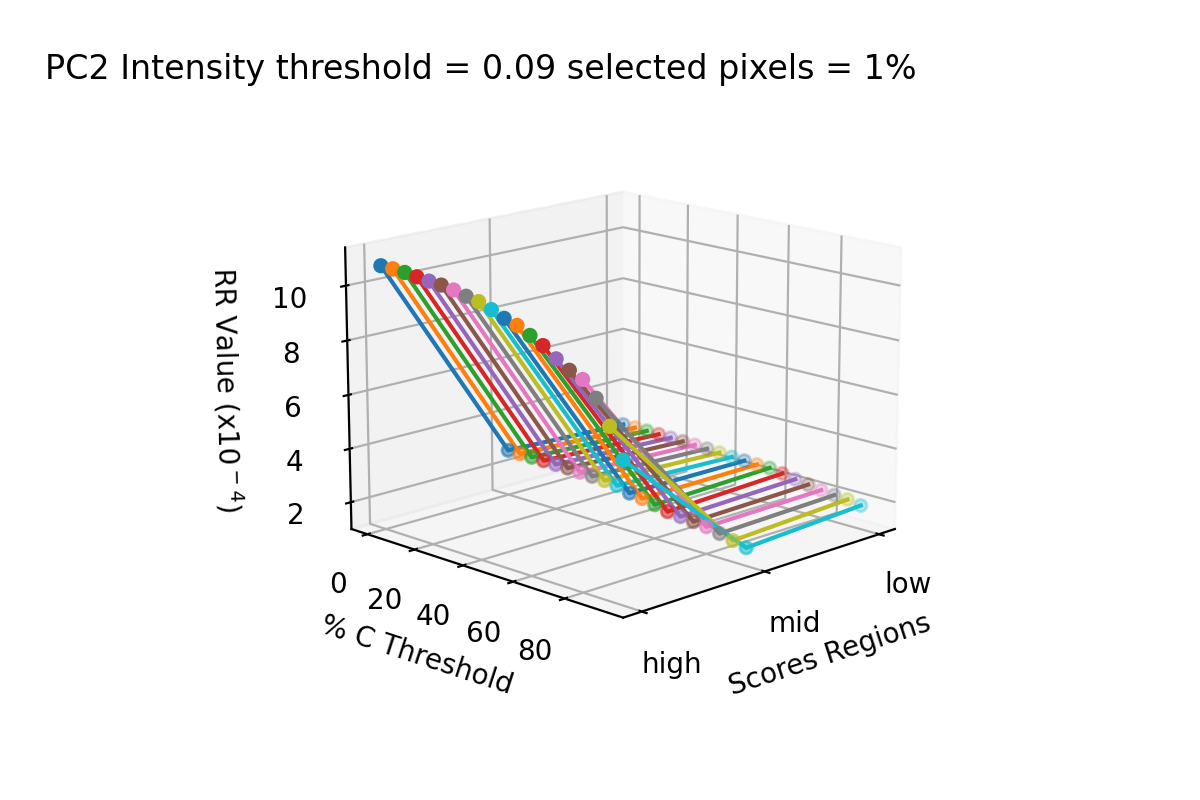 PC2 Intensity threshold = 0.09 selected pixels = 1%
RR Value (x10⁻⁴)
10
8
6
4
2
0
20
40
60
80
% C Threshold
high
mid
low
Scores Regions